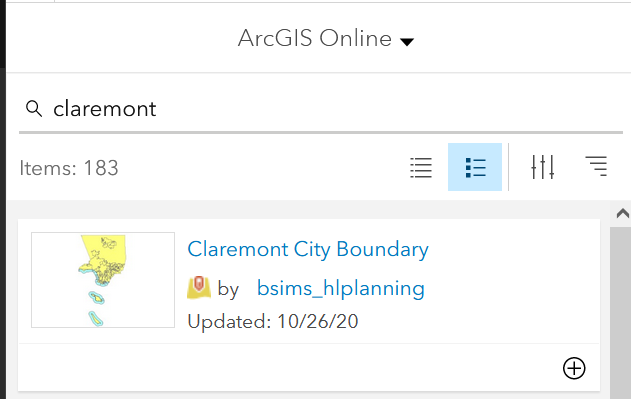 ArcGIS Online
claremont
Items: 183
Claremont City Boundary
by bsims_hlplanning
Updated: 10/26/20